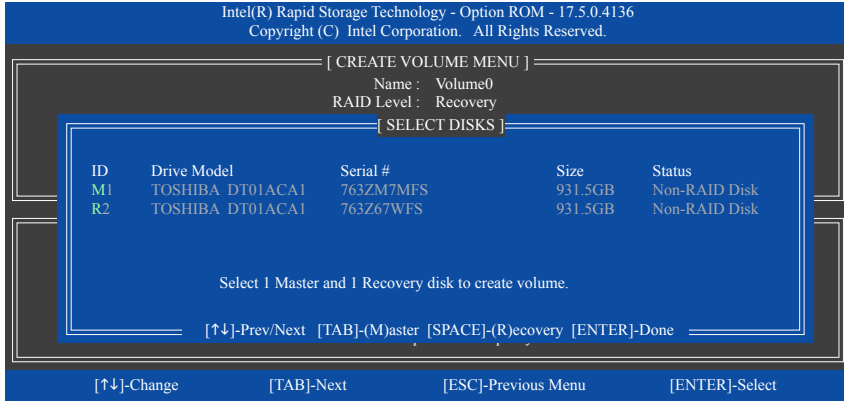 Intel(R) Rapid Storage Technology - Option ROM - 17.5.0.4136
Copyright (C) Intel Corporation. All Rights Reserved.
[ CREATE VOLUME MENU ]
Name : Volume0
RAID Level : Recovery
[ SELECT DISKS ]
ID Drive Model Serial # Size Status
M1 TOSHIBA DT01ACA1 763ZM7MFS 931.5GB Non-RAID Disk
R2 TOSHIBA DT01ACA1 763Z67WFS 931.5GB Non-RAID Disk
Select 1 Master and 1 Recovery disk to create volume.
[↑↓]-Prev/Next [TAB]-(M)aster [SPACE]-(R)ecovery [ENTER]-Done
[↑↓]-Change [TAB]-Next [ESC]-Previous Menu [ENTER]-Select